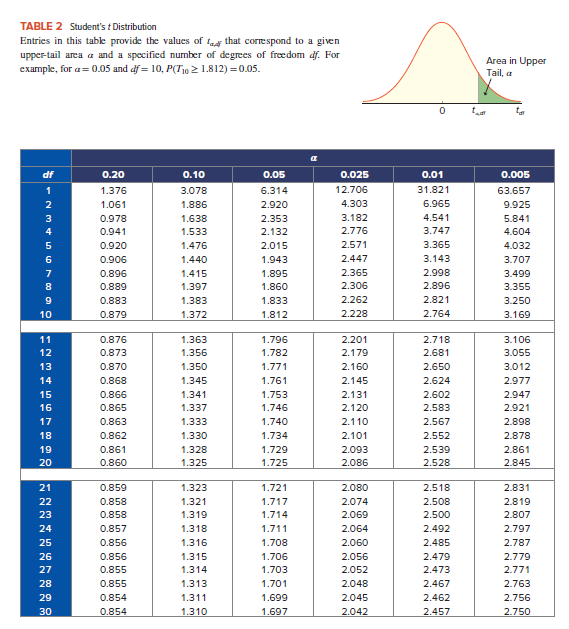 TABLE 2 Student's t Distribution
Entries in this table provide the values of tα,df that correspond to a given
upper-tail area α and a specified number of degrees of freedom df. For
example, for α = 0.05 and df = 10, P(T10 ≥ 1.812) = 0.05.
Area in Upper
Tail, α
0 tα,df tdf
α
df 0.20 0.10 0.05 0.025 0.01 0.005
1 1.376 3.078 6.314 12.706 31.821 63.657
2 1.061 1.886 2.920 4.303 6.965 9.925
3 0.978 1.638 2.353 3.182 4.541 5.841
4 0.941 1.533 2.132 2.776 3.747 4.604
5 0.920 1.476 2.015 2.571 3.365 4.032
6 0.906 1.440 1.943 2.447 3.143 3.707
7 0.896 1.415 1.895 2.365 2.998 3.499
8 0.889 1.397 1.860 2.306 2.896 3.355
9 0.883 1.383 1.833 2.262 2.821 3.250
10 0.879 1.372 1.812 2.228 2.764 3.169
11 0.876 1.363 1.796 2.201 2.718 3.106
12 0.873 1.356 1.782 2.179 2.681 3.055
13 0.870 1.350 1.771 2.160 2.650 3.012
14 0.868 1.345 1.761 2.145 2.624 2.977
15 0.866 1.341 1.753 2.131 2.602 2.947
16 0.865 1.337 1.746 2.120 2.583 2.921
17 0.863 1.333 1.740 2.110 2.567 2.898
18 0.862 1.330 1.734 2.101 2.552 2.878
19 0.861 1.328 1.729 2.093 2.539 2.861
20 0.860 1.325 1.725 2.086 2.528 2.845
21 0.859 1.323 1.721 2.080 2.518 2.831
22 0.858 1.321 1.717 2.074 2.508 2.819
23 0.858 1.319 1.714 2.069 2.500 2.807
24 0.857 1.318 1.711 2.064 2.492 2.797
25 0.856 1.316 1.708 2.060 2.485 2.787
26 0.856 1.315 1.706 2.056 2.479 2.779
27 0.855 1.314 1.703 2.052 2.473 2.771
28 0.855 1.313 1.701 2.048 2.467 2.763
29 0.854 1.311 1.699 2.045 2.462 2.756
30 0.854 1.310 1.697 2.042 2.457 2.750